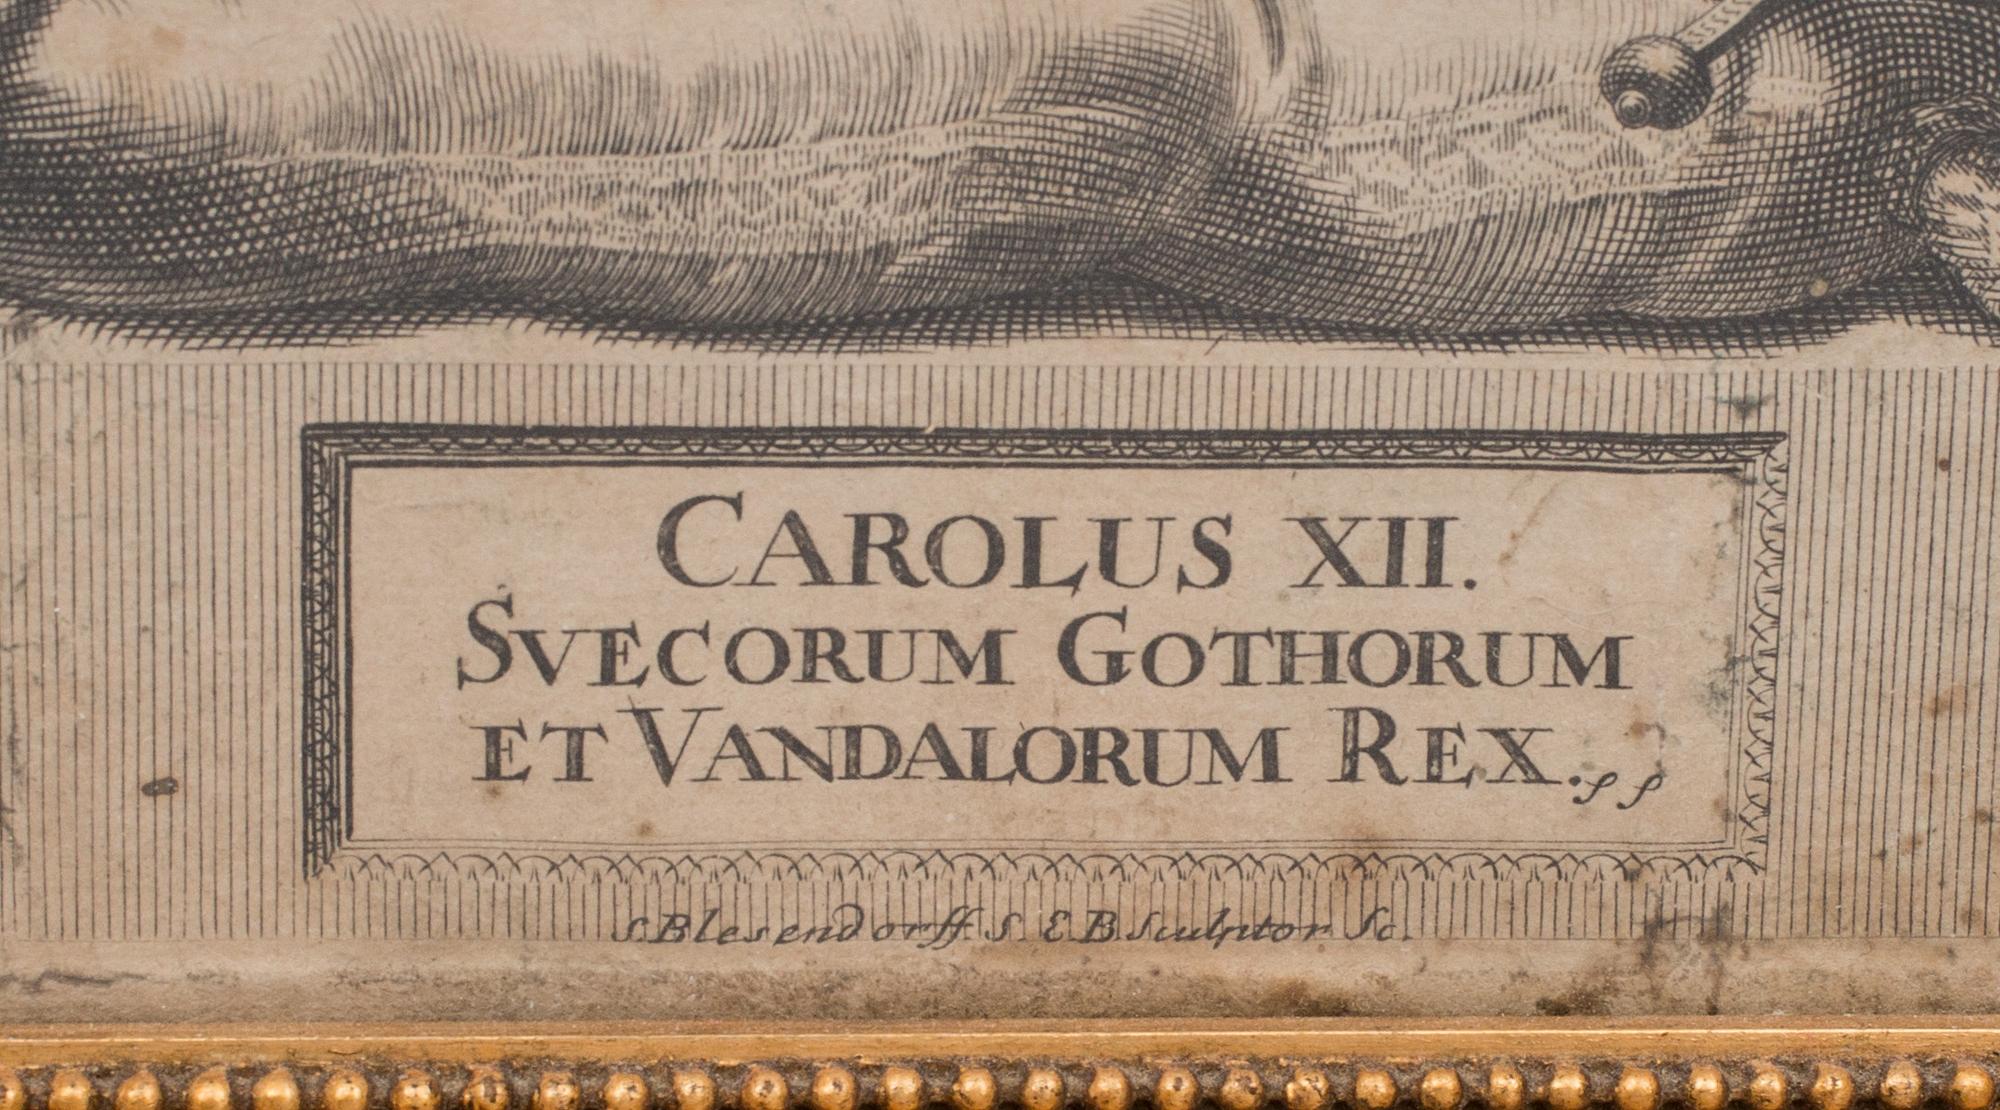 CAROLUS XII.
SVECORUM GOTHORUM
ET VANDALORUM REX.
S. Blesendorff. S. E. B. Sculptor Sc.